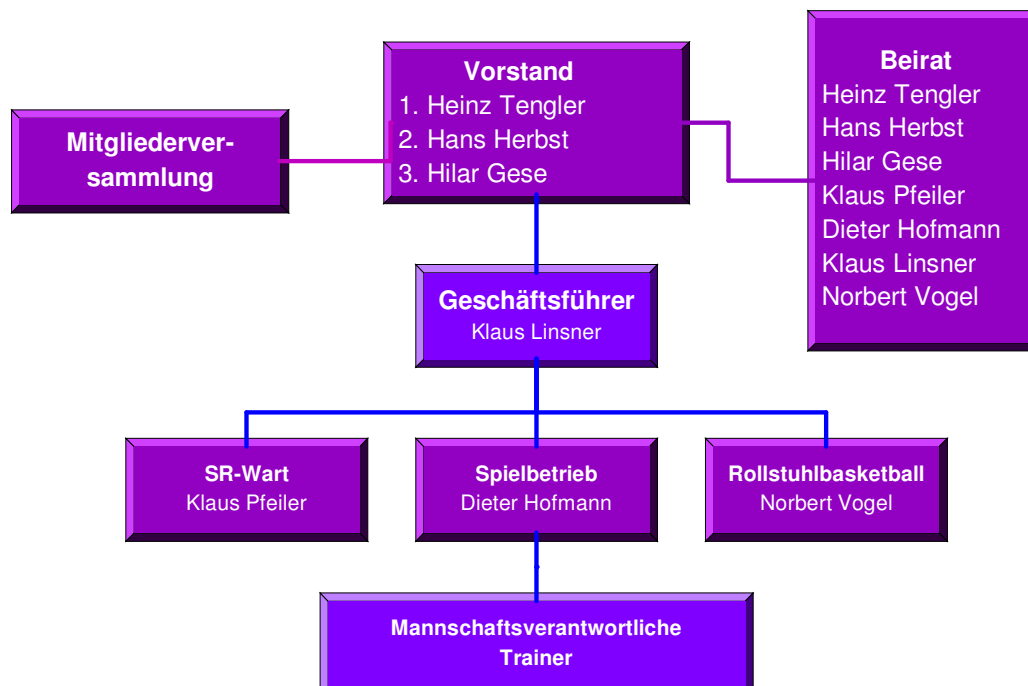 Vorstand
1. Heinz Tengler
2. Hans Herbst
3. Hilar Gese
Beirat
Heinz Tengler
Hans Herbst
Hilar Gese
Klaus Pfeiler
Dieter Hofmann
Klaus Linsner
Norbert Vogel
Mitgliederver-
sammlung
Geschäftsführer
Klaus Linsner
SR-Wart
Klaus Pfeiler
Spielbetrieb
Dieter Hofmann
Rollstuhlbasketball
Norbert Vogel
Mannschaftsverantwortliche
Trainer